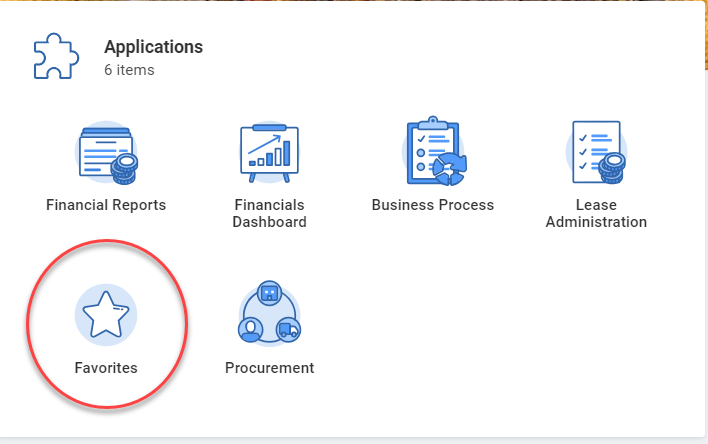 Applications
6 items
Financial Reports
Financials
Dashboard
Business Process
Lease
Administration
Favorites
Procurement